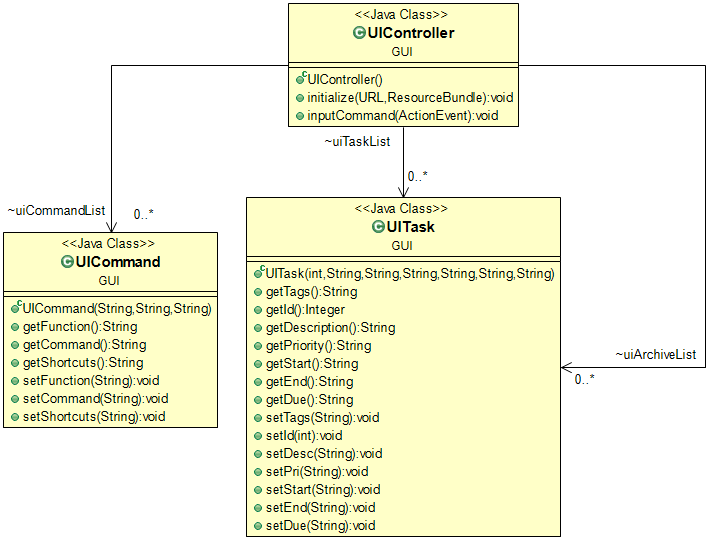 <<Java Class>>
UIController
GUI
UIController()
initialize(URL,ResourceBundle):void
inputCommand(ActionEvent):void
~uiTaskList
0..*
~uiCommandList
0..*
<<Java Class>>
UICommand
GUI
UICommand(String,String,String)
getFunction():String
getCommand():String
getShortcuts():String
setFunction(String):void
setCommand(String):void
setShortcuts(String):void
<<Java Class>>
UITask
GUI
UITask(int,String,String,String,String,String,String)
getTags():String
getId():Integer
getDescription():String
getPriority():String
getStart():String
getEnd():String
getDue():String
setTags(String):void
setId(int):void
setDesc(String):void
setPri(String):void
setStart(String):void
setEnd(String):void
setDue(String):void
~uiArchiveList
0..*